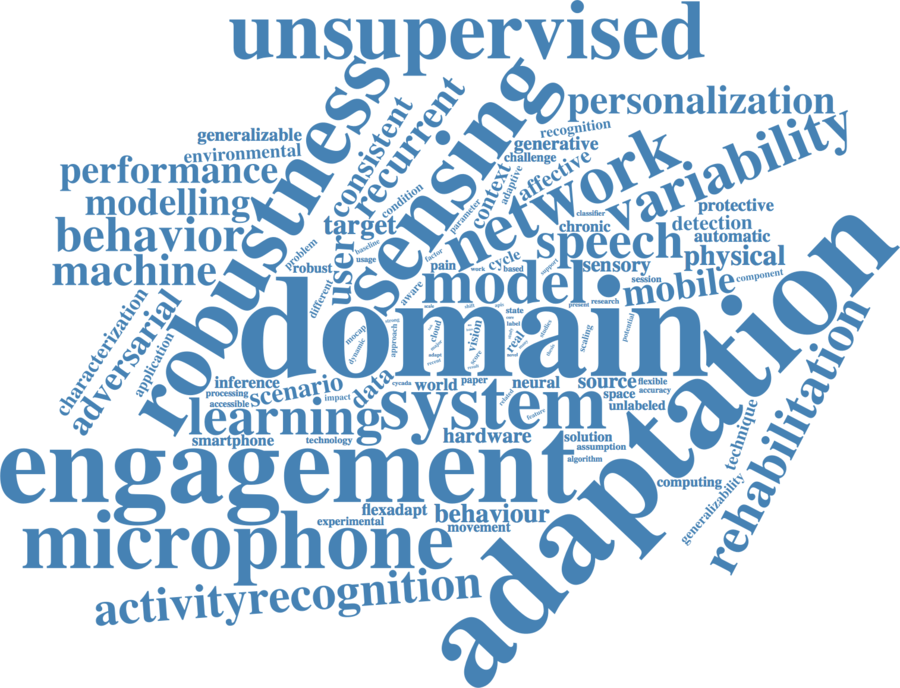 unsupervised
personalization
generalizable
environmental
performance
modelling
behavior
machine
robustness
consistent
recurrent
sensing
recognition
generative
challenge
affective
adaptive
context
parameter
condition
network
variability
classifier
chronic
protective
detection
automatic
physical
speech
sensory
session
component
mobile
target
baseline
usage
user
problem
robust
different
factor
pain
work
cycle
based
support
aware
model
present
research
domain
adaptation
rehabilitation
characterization
adversarial
application
mocap
dynamic
strong
approach
cloud
vision
score
state
label
real
studies
scaling
potential
inference
processing
accessible
scenario
impact
data
cycada
world
paper
neural
source
flexible
accuracy
space
unlabeled
related
feature
learning
system
smartphone
technology
hardware
solution
assumption
algorithm
engagement
computing
technique
generalizability
flexadapt
behaviour
experimental
movement
microphone
activityrecognition